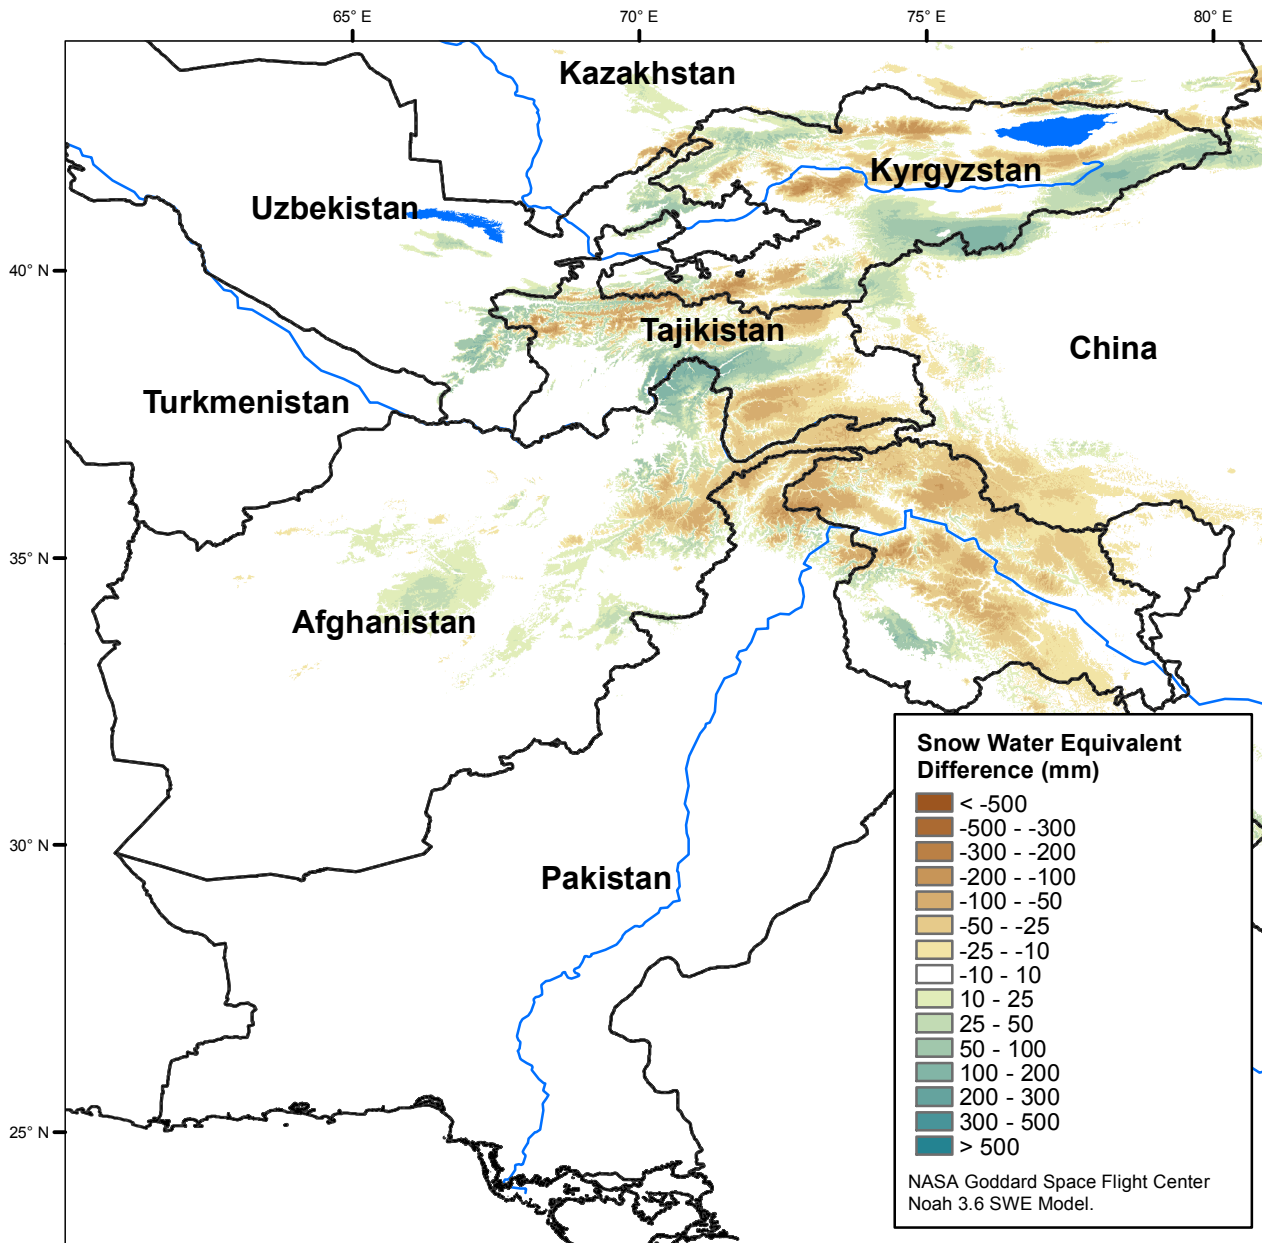 65° E
70° E
75° E
80° E
Kazakhstan
Kyrgyzstan
Uzbekistan
40° N
Tajikistan
China
Turkmenistan
35° N
Afghanistan
30° N
Pakistan
25° N
Snow Water Equivalent
Difference (mm)
< -500
-500 - -300
-300 - -200
-200 - -100
-100 - -50
-50 - -25
-25 - -10
-10 - 10
10 - 25
25 - 50
50 - 100
100 - 200
200 - 300
300 - 500
> 500
NASA Goddard Space Flight Center
Noah 3.6 SWE Model.